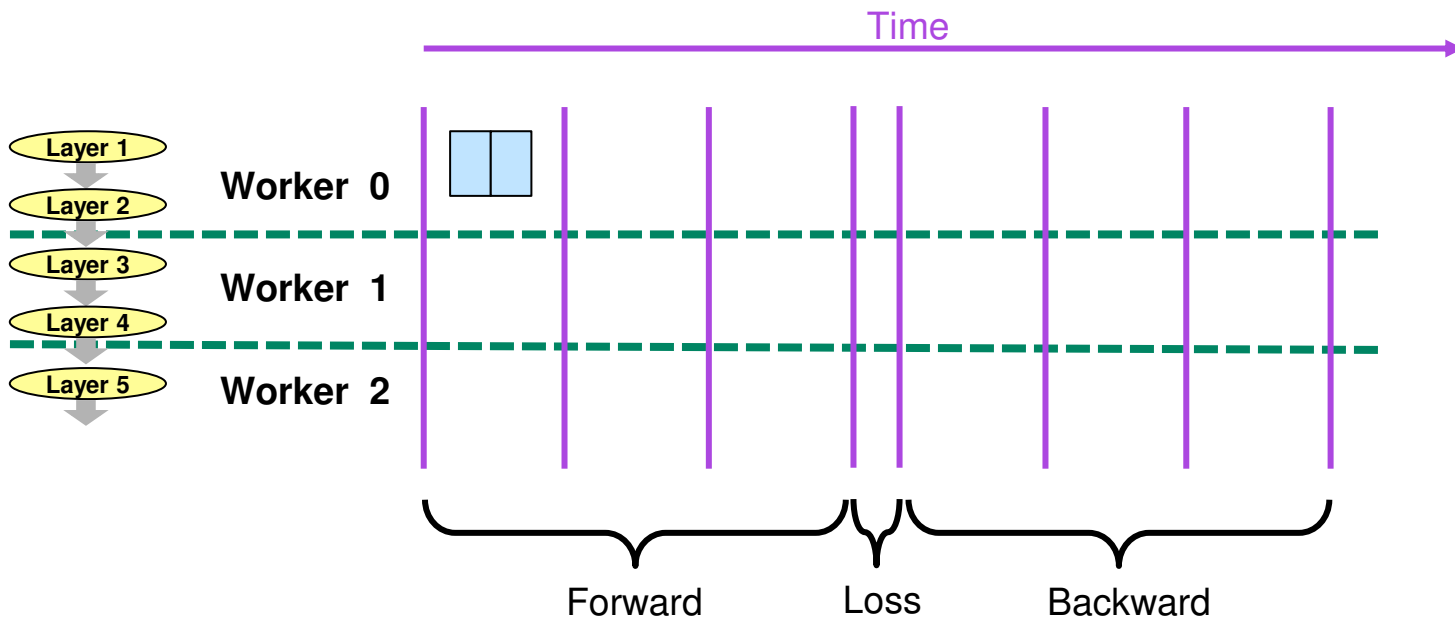 Time
Layer 1
Layer 2
Worker 0
Layer 3
Worker 1
Layer 4
Layer 5
Worker 2
Forward
Loss
Backward